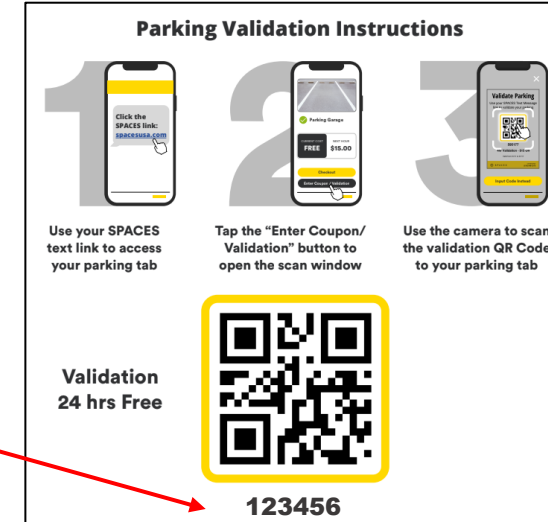 Parking Validation Instructions
Click the
SPACES link:
spacesusa.com
Parking Garage
FREE
$15.00
Checkout
Enter Coupon / Validation
Validate Parking
Input Code Instead
Use your SPACES
text link to access
your parking tab
Tap the “Enter Coupon/
Validation” button to
open the scan window
Use the camera to scan
the validation QR Code
to your parking tab
Validation
24 hrs Free
123456